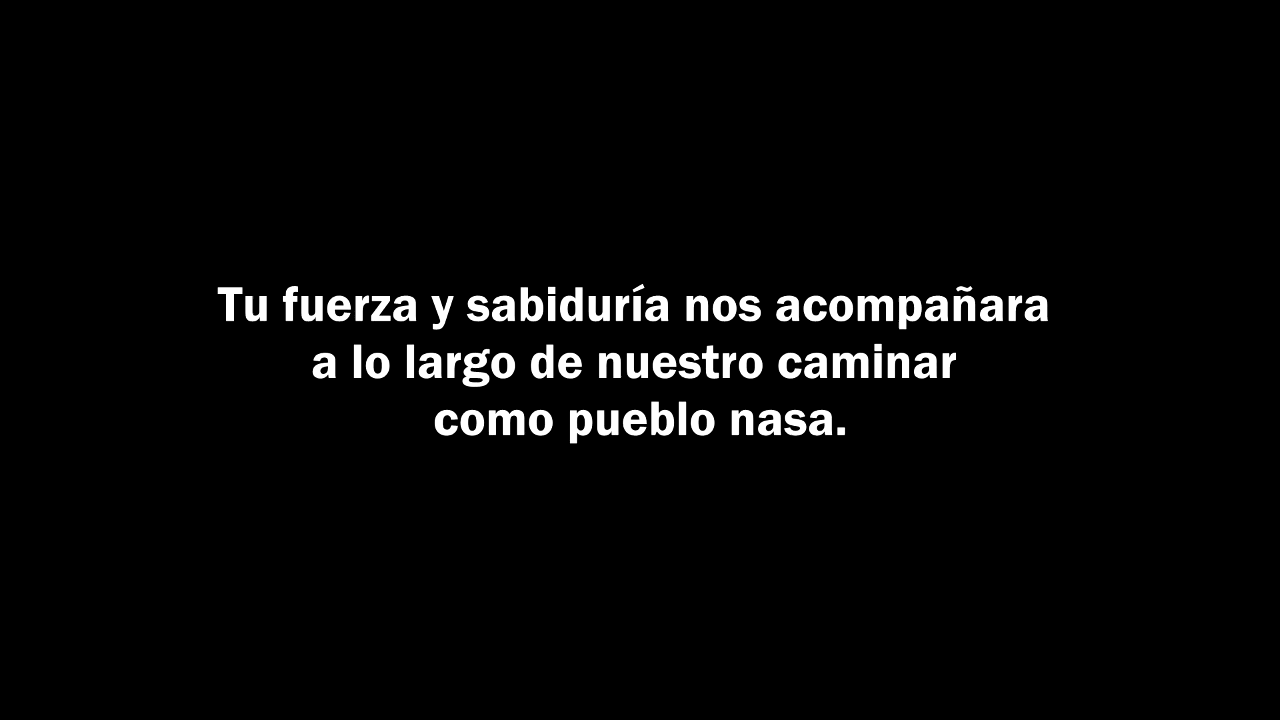 Tu fuerza y sabiduría nos acompañara
a lo largo de nuestro caminar
como pueblo nasa.